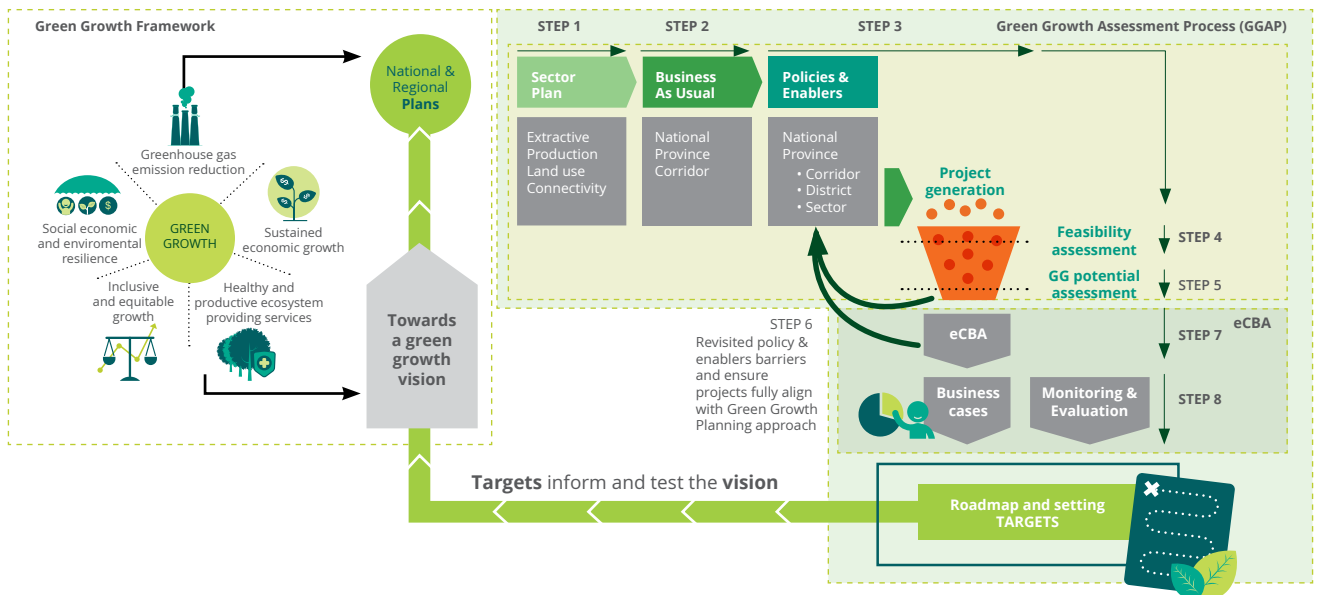 Green Growth Framework
National &
Regional
Plans
Greenhouse gas
emission reduction
Social economic
and enviromental
resilience
GREEN
GROWTH
$
$
$
$
Sustained
economic growth
Inclusive
and equitable
growth
Healthy and
productive ecosystem
providing services
Towards
a green
growth
vision
STEP 1
STEP 2
STEP 3
Green Growth Assessment Process (GGAP)
Sector
Plan
Business
As Usual
Policies &
Enablers
Extractive
Production
Land use
Connectivity
National
Province
Corridor
National
Province
• Corridor
• District
• Sector
Project
generation
Feasibility
assessment
STEP 4
GG potential
assessment
STEP 5
STEP 6
Revisited policy &
enablers barriers
and ensure
projects fully align
with Green Growth
Planning approach
eCBA
eCBA
STEP 7
Business
cases
Monitoring &
Evaluation
STEP 8
Targets inform and test the vision
Roadmap and setting
TARGETS